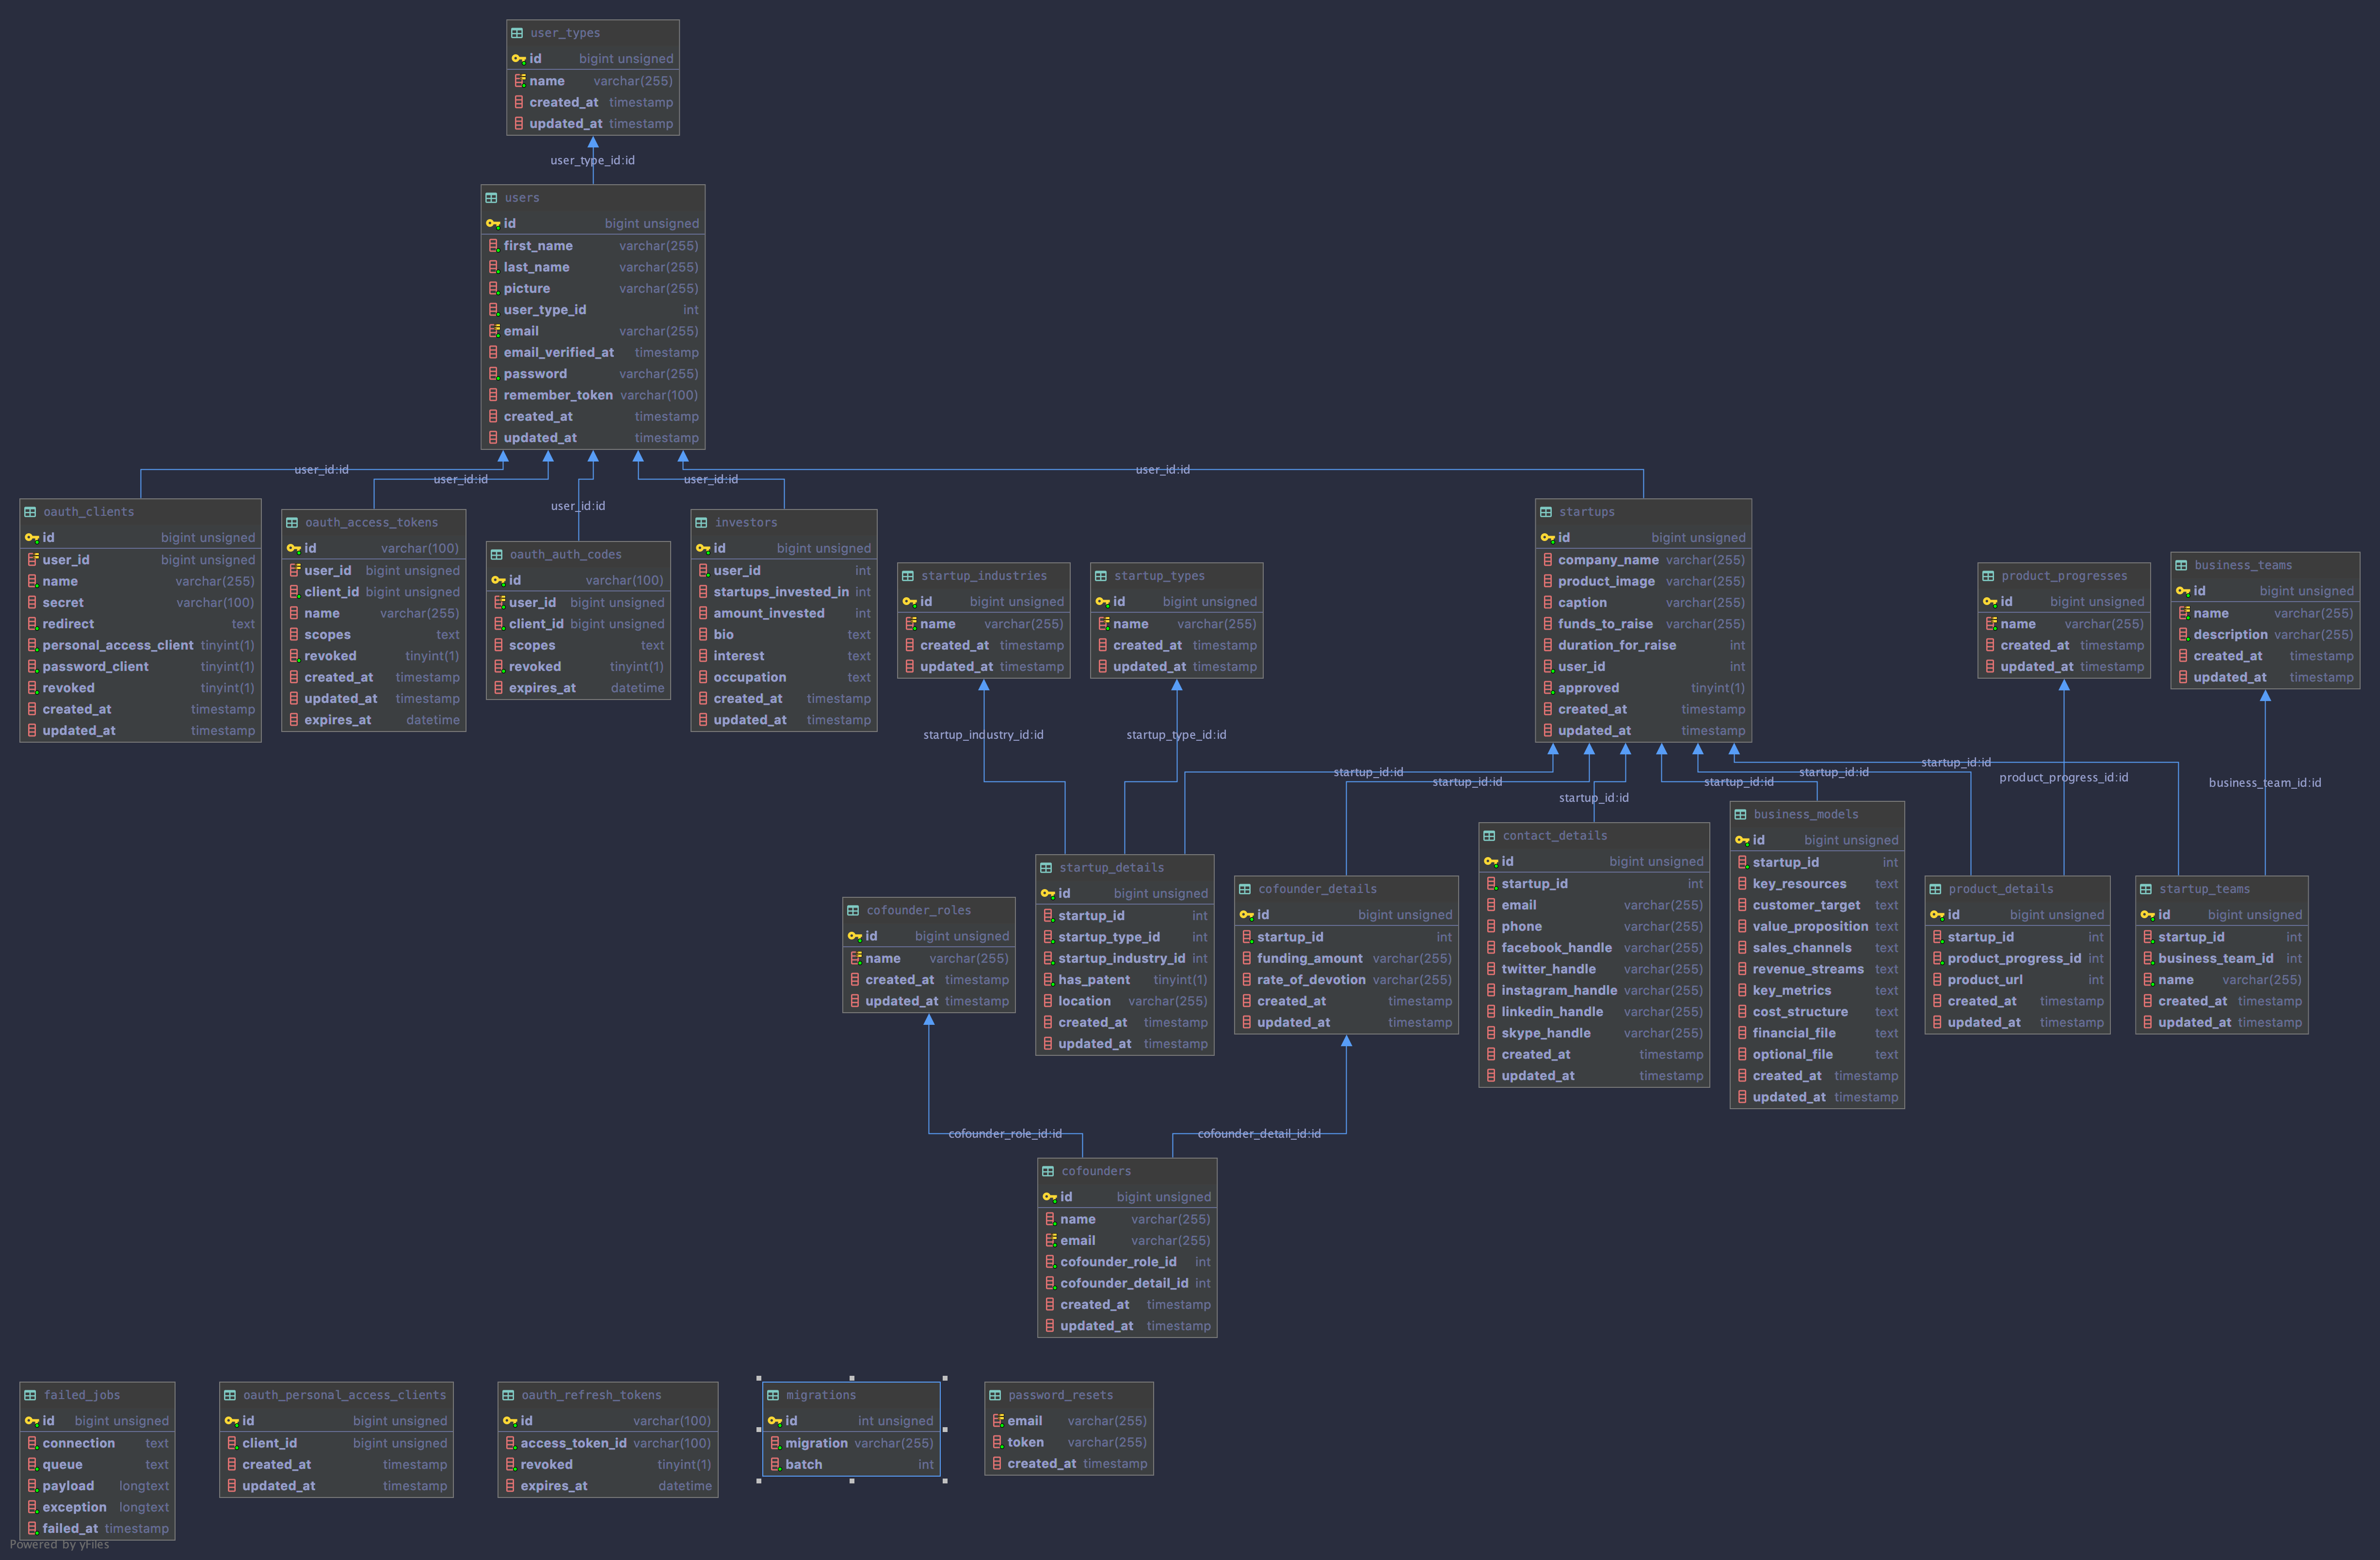 user_types
id bigint unsigned
name varchar(255)
created_at timestamp
updated_at timestamp
user_type_id:id
users
id bigint unsigned
first_name varchar(255)
last_name varchar(255)
picture varchar(255)
user_type_id int
email varchar(255)
email_verified_at timestamp
password varchar(255)
remember_token varchar(100)
created_at timestamp
updated_at timestamp
user_id:id
user_id:id
user_id:id
user_id:id
user_id:id
oauth_clients
id bigint unsigned
user_id bigint unsigned
name varchar(255)
secret varchar(100)
redirect text
personal_access_client tinyint(1)
password_client tinyint(1)
revoked tinyint(1)
created_at timestamp
updated_at timestamp
oauth_access_tokens
id varchar(100)
user_id bigint unsigned
client_id bigint unsigned
name varchar(255)
scopes text
revoked tinyint(1)
created_at timestamp
updated_at timestamp
expires_at datetime
oauth_auth_codes
id varchar(100)
user_id bigint unsigned
client_id bigint unsigned
scopes text
revoked tinyint(1)
expires_at datetime
investors
id bigint unsigned
user_id int
startups_invested_in int
amount_invested int
bio text
interest text
occupation text
created_at timestamp
updated_at timestamp
startup_industries
id bigint unsigned
name varchar(255)
created_at timestamp
updated_at timestamp
startup_types
id bigint unsigned
name varchar(255)
created_at timestamp
updated_at timestamp
startups
id bigint unsigned
company_name varchar(255)
product_image varchar(255)
caption varchar(255)
funds_to_raise varchar(255)
duration_for_raise int
user_id int
approved tinyint(1)
created_at timestamp
updated_at timestamp
product_progresses
id bigint unsigned
name varchar(255)
created_at timestamp
updated_at timestamp
business_teams
id bigint unsigned
name varchar(255)
description varchar(255)
created_at timestamp
updated_at timestamp
startup_industry_id:id
startup_type_id:id
startup_id:id
startup_id:id
startup_id:id
startup_id:id
startup_id:id
startup_id:id
product_progress_id:id
business_team_id:id
cofounder_roles
id bigint unsigned
name varchar(255)
created_at timestamp
updated_at timestamp
startup_details
id bigint unsigned
startup_id int
startup_type_id int
startup_industry_id int
has_patent tinyint(1)
location varchar(255)
created_at timestamp
updated_at timestamp
cofounder_details
id bigint unsigned
startup_id int
funding_amount varchar(255)
rate_of_devotion varchar(255)
created_at timestamp
updated_at timestamp
contact_details
id bigint unsigned
startup_id int
email varchar(255)
phone varchar(255)
facebook_handle varchar(255)
twitter_handle varchar(255)
instagram_handle varchar(255)
linkedin_handle varchar(255)
skype_handle varchar(255)
created_at timestamp
updated_at timestamp
business_models
id bigint unsigned
startup_id int
key_resources text
customer_target text
value_proposition text
sales_channels text
revenue_streams text
key_metrics text
cost_structure text
financial_file text
optional_file text
created_at timestamp
updated_at timestamp
product_details
id bigint unsigned
startup_id int
product_progress_id int
product_url int
created_at timestamp
updated_at timestamp
startup_teams
id bigint unsigned
startup_id int
business_team_id int
name varchar(255)
created_at timestamp
updated_at timestamp
cofounder_role_id:id
cofounder_detail_id:id
cofounders
id bigint unsigned
name varchar(255)
email varchar(255)
cofounder_role_id int
cofounder_detail_id int
created_at timestamp
updated_at timestamp
failed_jobs
id bigint unsigned
connection text
queue text
payload longtext
exception longtext
failed_at timestamp
oauth_personal_access_clients
id bigint unsigned
client_id bigint unsigned
created_at timestamp
updated_at timestamp
oauth_refresh_tokens
id varchar(100)
access_token_id varchar(100)
revoked tinyint(1)
expires_at datetime
migrations
id int unsigned
migration varchar(255)
batch int
password_resets
email varchar(255)
token varchar(255)
created_at timestamp
Powered by yFiles